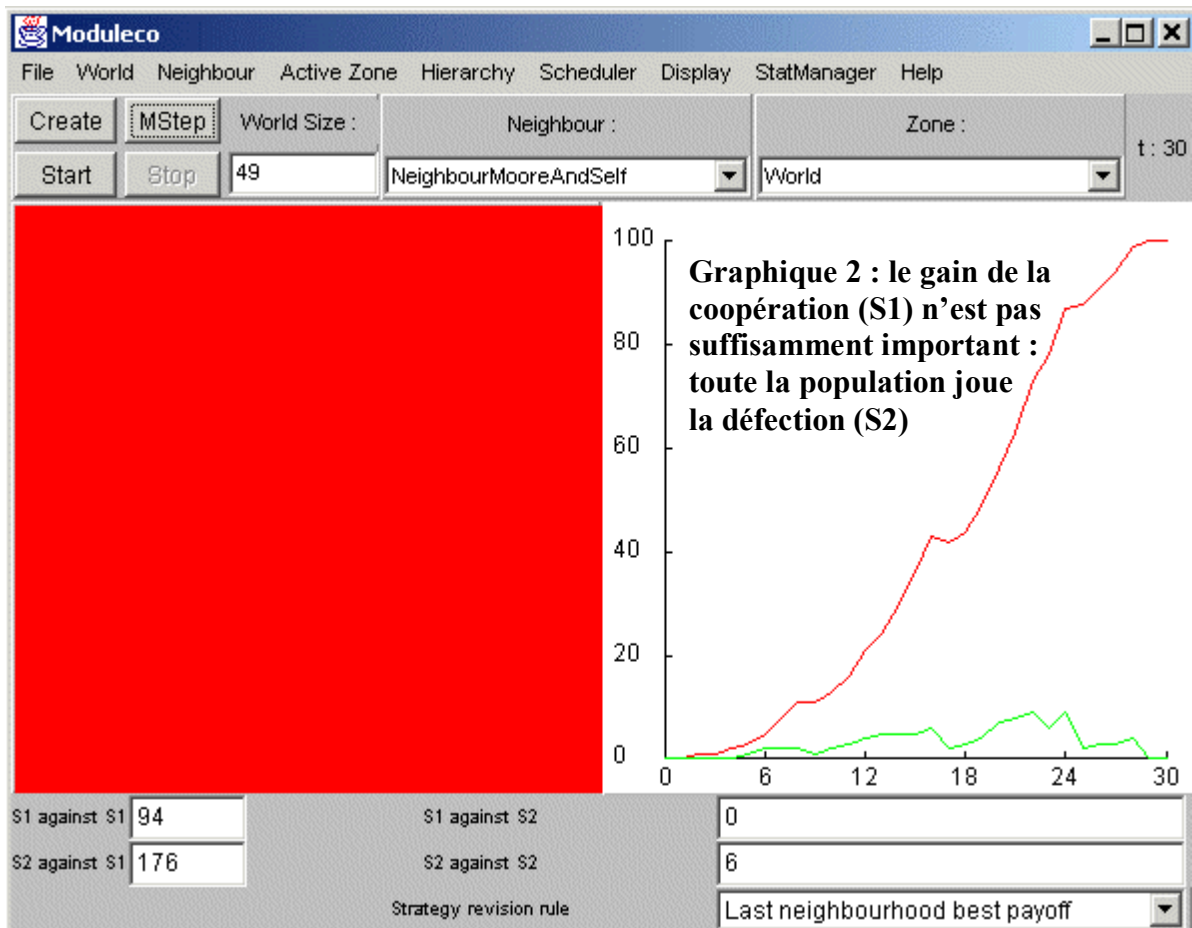 Moduleco
File World Neighbour Active Zone Hierarchy Scheduler Display StatManager Help
Create MStep World Size : Neighbour : Zone : t : 30
Start Stop 49 NeighbourMooreAndSelf World
Graphique 2 : le gain de la
coopération (S1) n’est pas
suffisamment important :
toute la population joue
la défection (S2)
100
80
60
40
20
0
0 6 12 18 24 30
S1 against S1 94 S1 against S2 0
S2 against S1 176 S2 against S2 6
Strategy revision rule Last neighbourhood best payoff